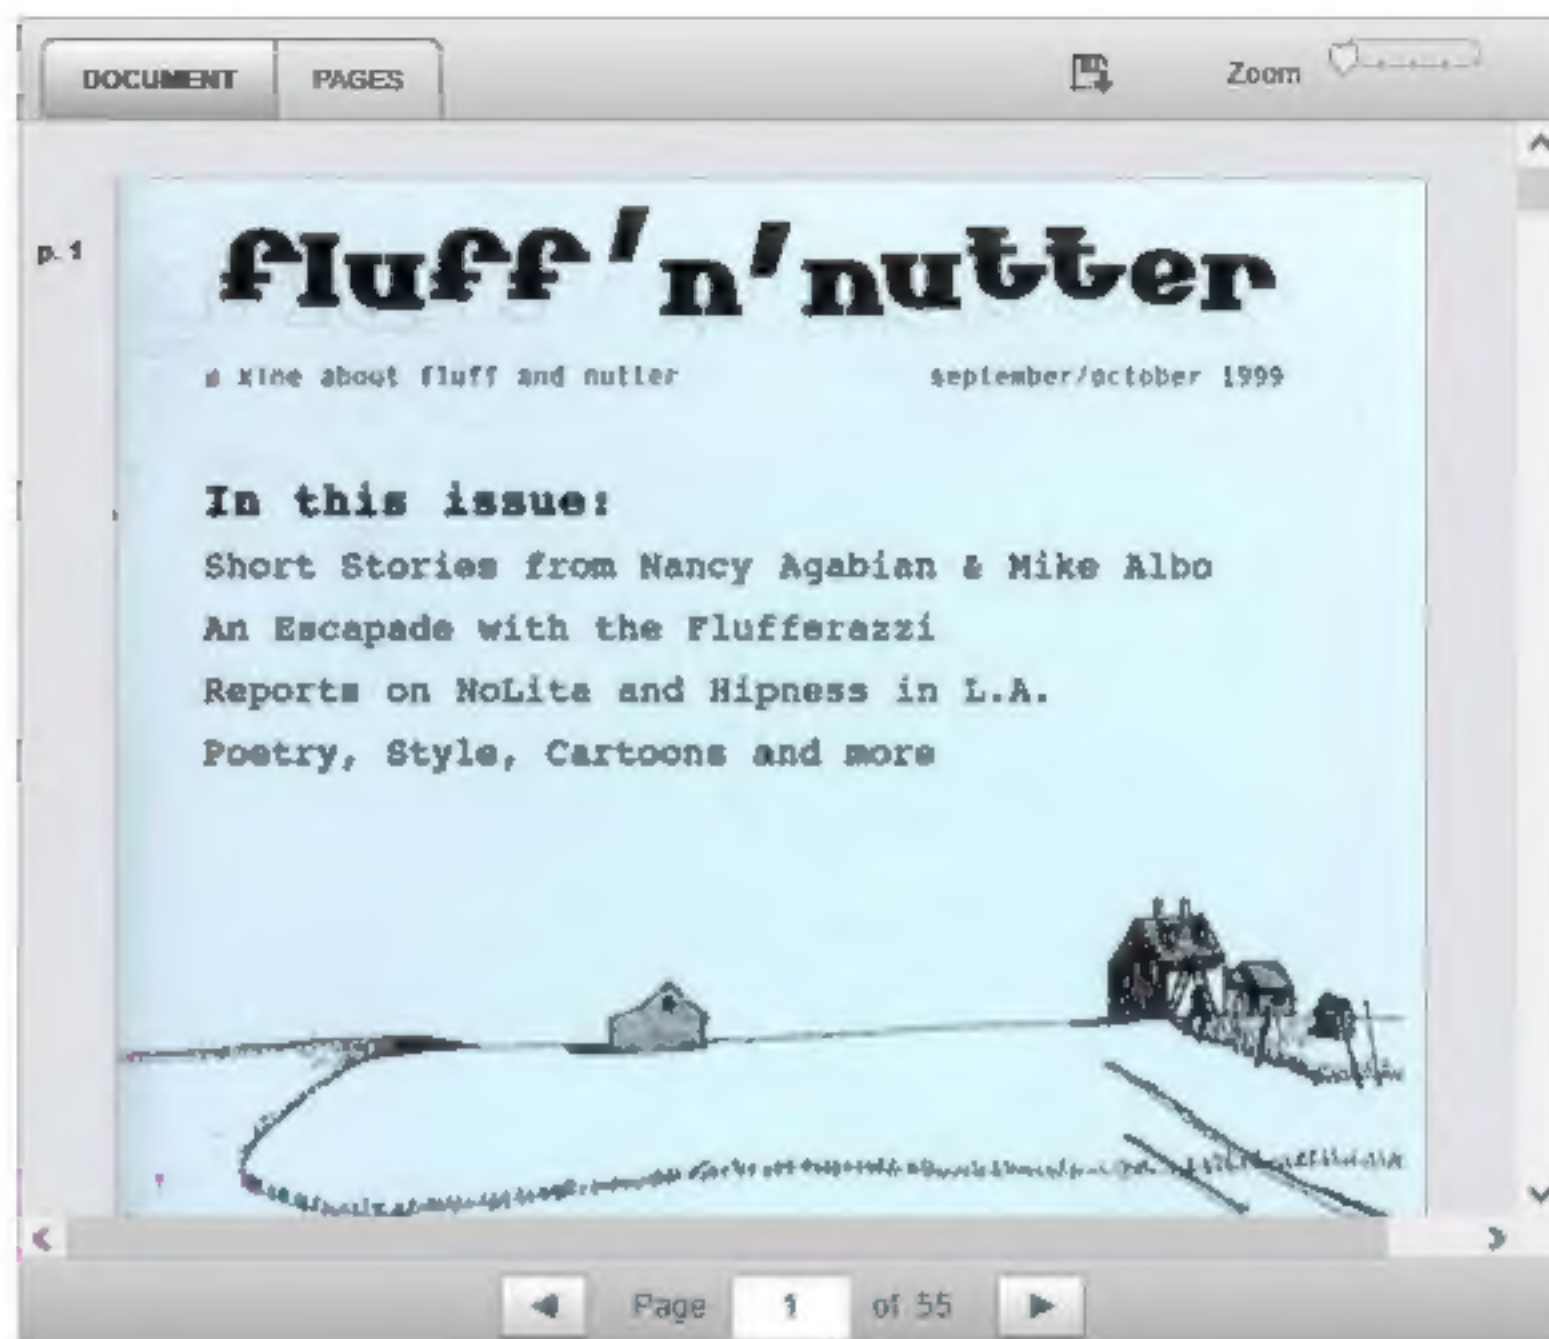 DOCUMENT PAGES Zoom
p. 1
fluff'n'nutter
a zine about fluff and nutter september/october 1999
In this issue:
Short Stories from Nancy Agabian & Mike Albo
An Escapade with the Flufferazzi
Reports on NoLita and Hipness in L.A.
Poetry, Style, Cartoons and more
Page 1 of 55